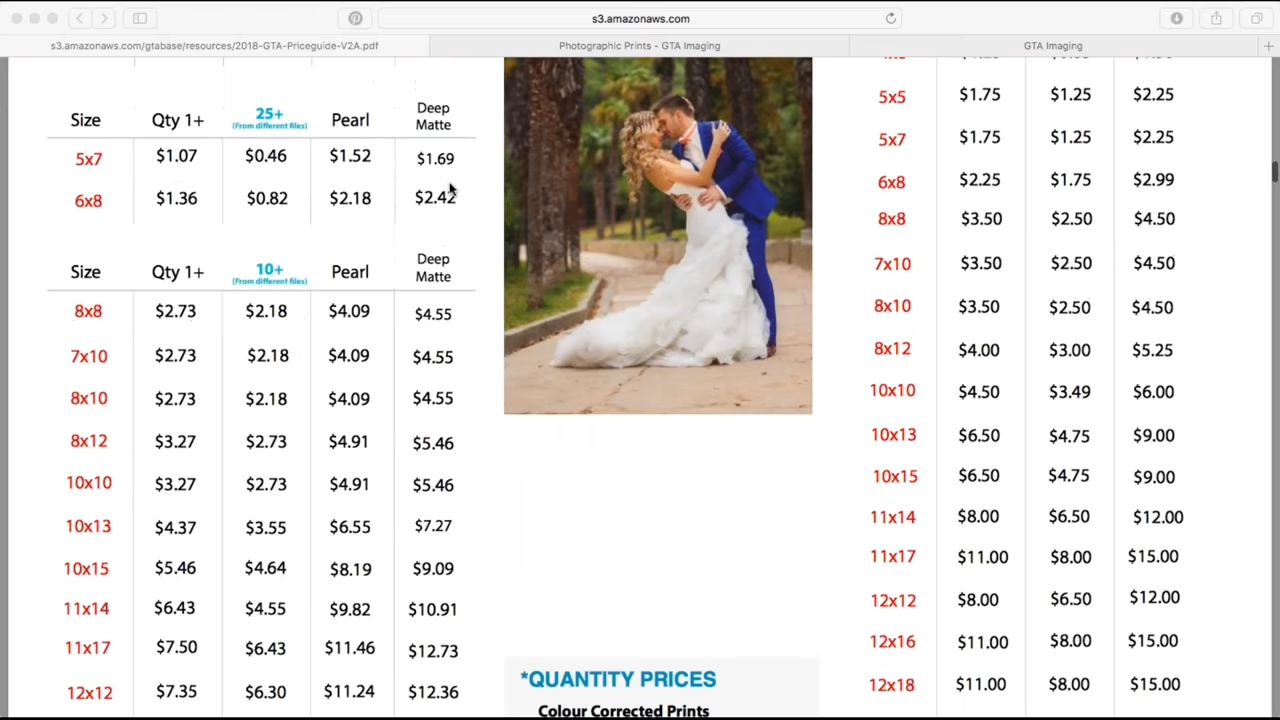 s3.amazonaws.com
s3.amazonaws.com/gtabase/resources/2018-GTA-Priceguide-V2A.pdf
Photographic Prints - GTA Imaging
GTA Imaging
Size Qty 1+ 25+ (From different files) Pearl Deep Matte
5x7 $1.07 $0.46 $1.52 $1.69
6x8 $1.36 $0.82 $2.18 $2.42
Size Qty 1+ 10+ (From different files) Pearl Deep Matte
8x8 $2.73 $2.18 $4.09 $4.55
7x10 $2.73 $2.18 $4.09 $4.55
8x10 $2.73 $2.18 $4.09 $4.55
8x12 $3.27 $2.73 $4.91 $5.46
10x10 $3.27 $2.73 $4.91 $5.46
10x13 $4.37 $3.55 $6.55 $7.27
10x15 $5.46 $4.64 $8.19 $9.09
11x14 $6.43 $4.55 $9.82 $10.91
11x17 $7.50 $6.43 $11.46 $12.73
12x12 $7.35 $6.30 $11.24 $12.36
*QUANTITY PRICES
Colour Corrected Prints
5x5 $1.75 $1.25 $2.25
5x7 $1.75 $1.25 $2.25
6x8 $2.25 $1.75 $2.99
8x8 $3.50 $2.50 $4.50
7x10 $3.50 $2.50 $4.50
8x10 $3.50 $2.50 $4.50
8x12 $4.00 $3.00 $5.25
10x10 $4.50 $3.49 $6.00
10x13 $6.50 $4.75 $9.00
10x15 $6.50 $4.75 $9.00
11x14 $8.00 $6.50 $12.00
11x17 $11.00 $8.00 $15.00
12x12 $8.00 $6.50 $12.00
12x16 $11.00 $8.00 $15.00
12x18 $11.00 $8.00 $15.00